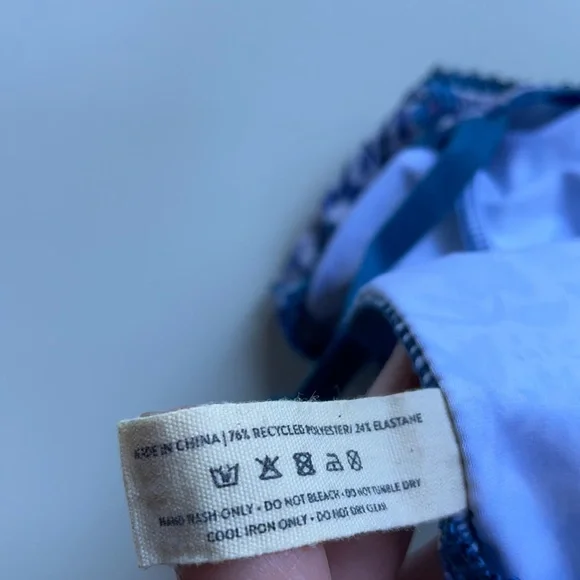 MADE IN CHINA | 76% RECYCLED POLYESTER/ 24% ELASTANE
HAND WASH ONLY · DO NOT BLEACH · DO NOT TUMBLE DRY
COOL IRON ONLY · DO NOT DRY CLEAN